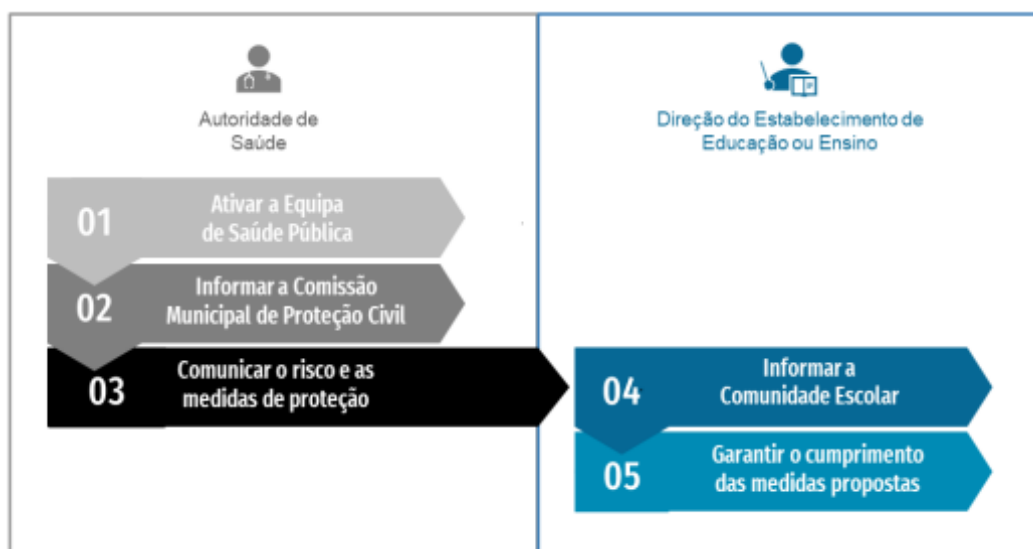 Autoridade de
Saúde
01
Ativar a Equipa
de Saúde Pública
02
Informar a Comissão
Municipal de Proteção Civil
03
Comunicar o risco e as
medidas de proteção
Direção do Estabelecimento de
Educação ou Ensino
04
Informar a
Comunidade Escolar
05
Garantir o cumprimento
das medidas propostas